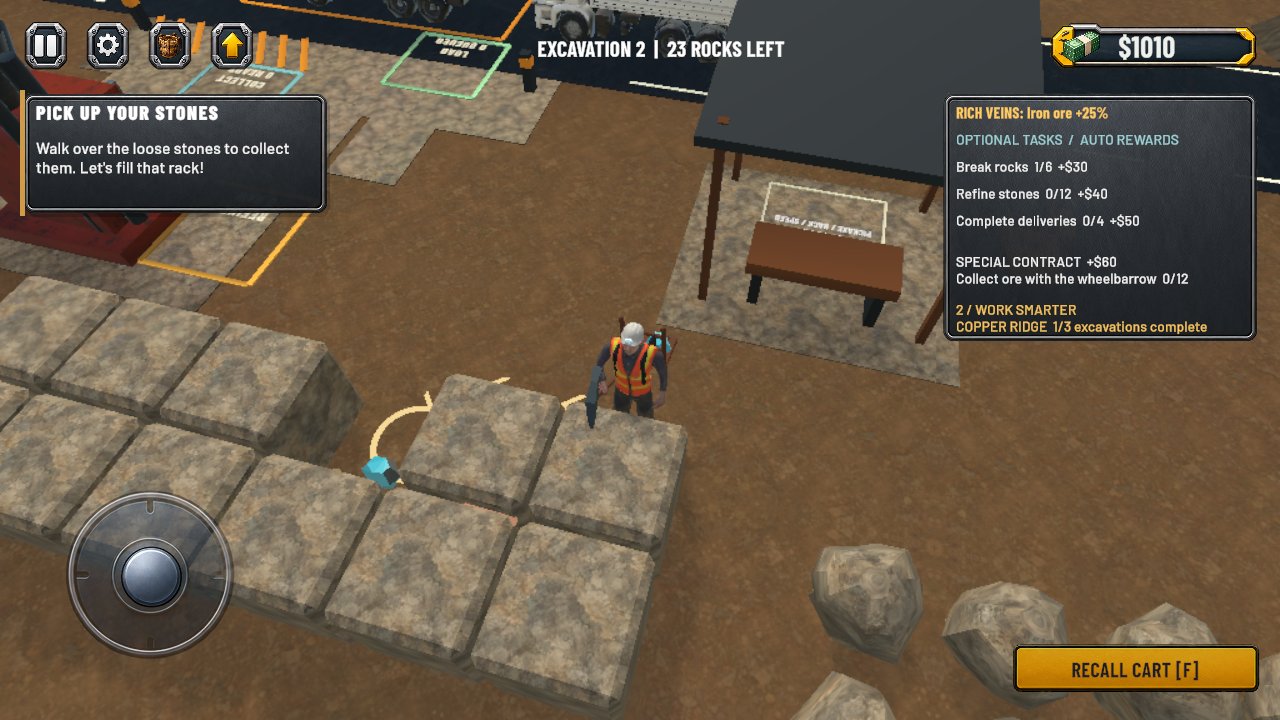 EXCAVATION 2 | 23 ROCKS LEFT
$1010
PICK UP YOUR STONES
Walk over the loose stones to collect
them. Let's fill that rack!
RICH VEINS: Iron ore +25%
OPTIONAL TASKS / AUTO REWARDS
Break rocks 1/6 +$30
Refine stones 0/12 +$40
Complete deliveries 0/4 +$50
SPECIAL CONTRACT +$60
Collect ore with the wheelbarrow 0/12
2 / WORK SMARTER
COPPER RIDGE 1/3 excavations complete
PICKAXE / RACK / SPEED
RECALL CART [F]